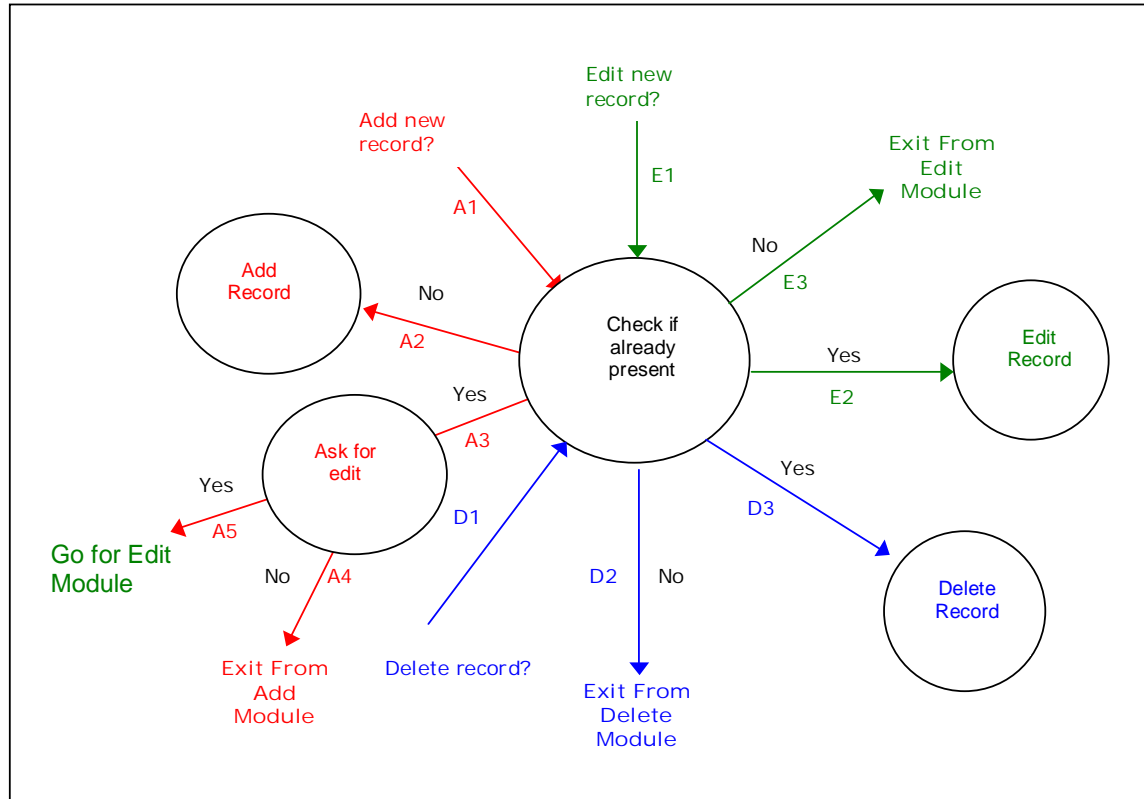 Edit new
record?
Add new
record?
Exit From
Edit
Module
E1
A1
No
E3
Add
Record
No
A2
Check if
already
present
Yes
E2
Edit
Record
Yes
A3
Ask for
edit
Yes
A5
Go for Edit
Module
No
A4
Exit From
Add
Module
D1
Delete record?
D2
No
Exit From
Delete
Module
Yes
D3
Delete
Record